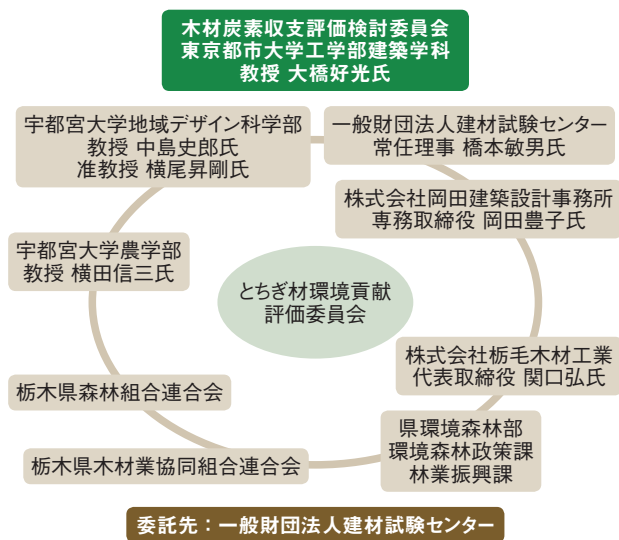 木材炭素収支評価検討委員会
東京都市大学工学部建築学科
教授 大橋好光氏
宇都宮大学地域デザイン科学部
教授 中島史郎氏
准教授 横尾昇剛氏
一般財団法人建材試験センター
常任理事 橋本敏男氏
株式会社岡田建築設計事務所
専務取締役 岡田豊子氏
宇都宮大学農学部
教授 横田信三氏
とちぎ材環境貢献
評価委員会
株式会社栃毛木材工業
代表取締役 関口弘氏
栃木県森林組合連合会
県環境森林部
環境森林政策課
林業振興課
栃木県木材業協同組合連合会
委託先：一般財団法人建材試験センター